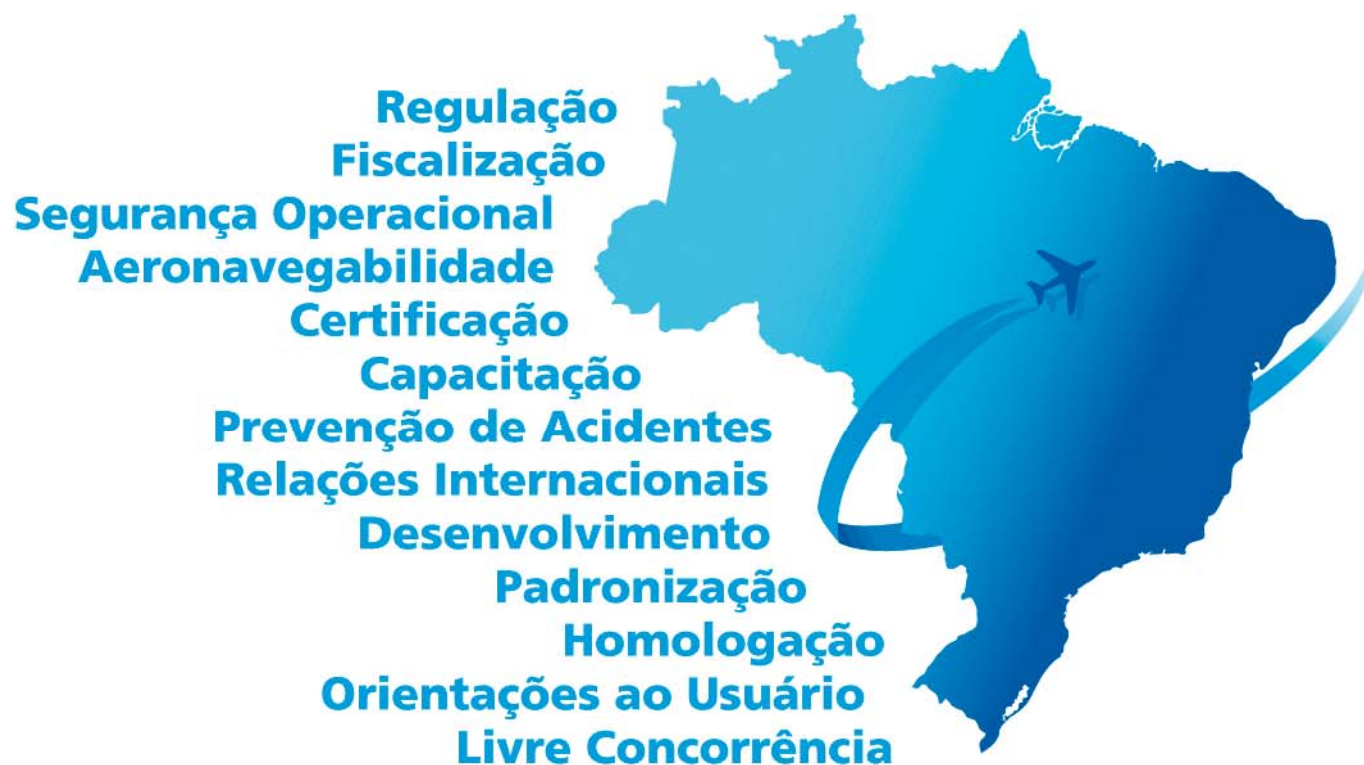 Regulação
Fiscalização
Segurança Operacional
Aeronavegabilidade
Certificação
Capacitação
Prevenção de Acidentes
Relações Internacionais
Desenvolvimento
Padronização
Homologação
Orientações ao Usuário
Livre Concorrência